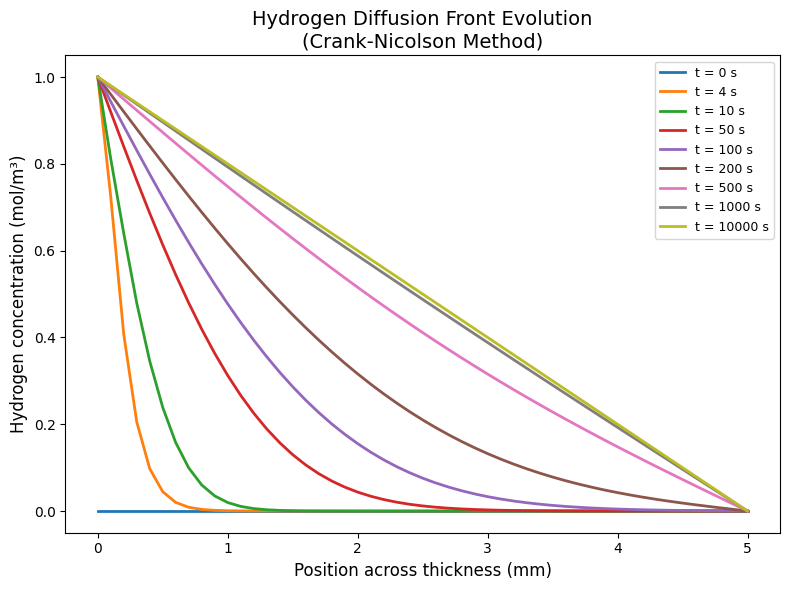 Hydrogen Diffusion Front Evolution
(Crank-Nicolson Method)
Hydrogen concentration (mol/m³)
1.0
0.8
0.6
0.4
0.2
0.0
t = 0 s
t = 4 s
t = 10 s
t = 50 s
t = 100 s
t = 200 s
t = 500 s
t = 1000 s
t = 10000 s
0 1 2 3 4 5
Position across thickness (mm)